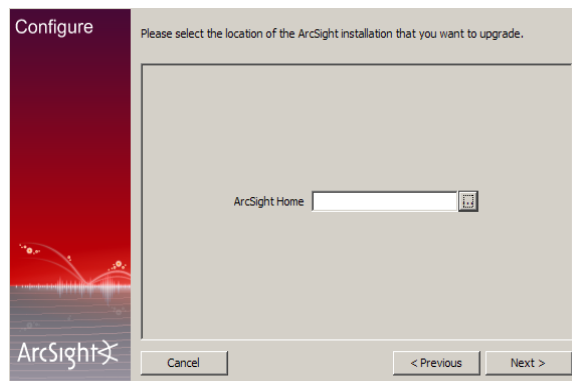 Configure
Please select the location of the ArcSight installation that you want to upgrade.
ArcSight Home
...
ArcSight
Cancel
< Previous
Next >